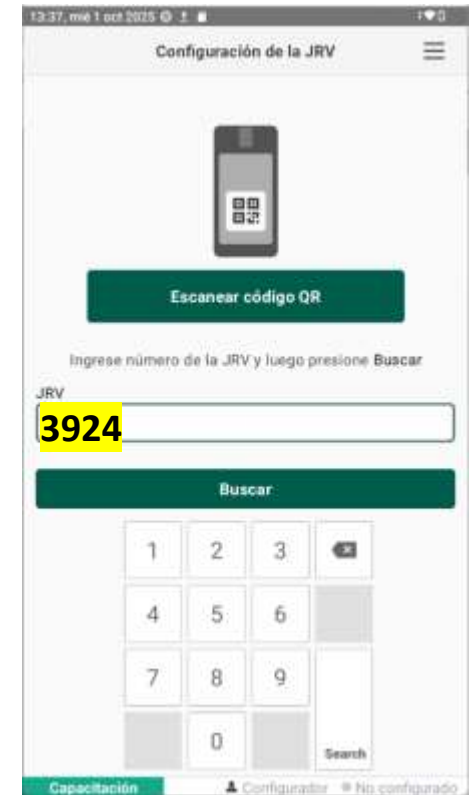 13:37, mié 1 oct 2025
Configuración de la JRV
Escanear código QR
Ingrese número de la JRV y luego presione Buscar
JRV
3924
Buscar
1 2 3
4 5 6
7 8 9
0 Search
Capacitación Configurador No configurado